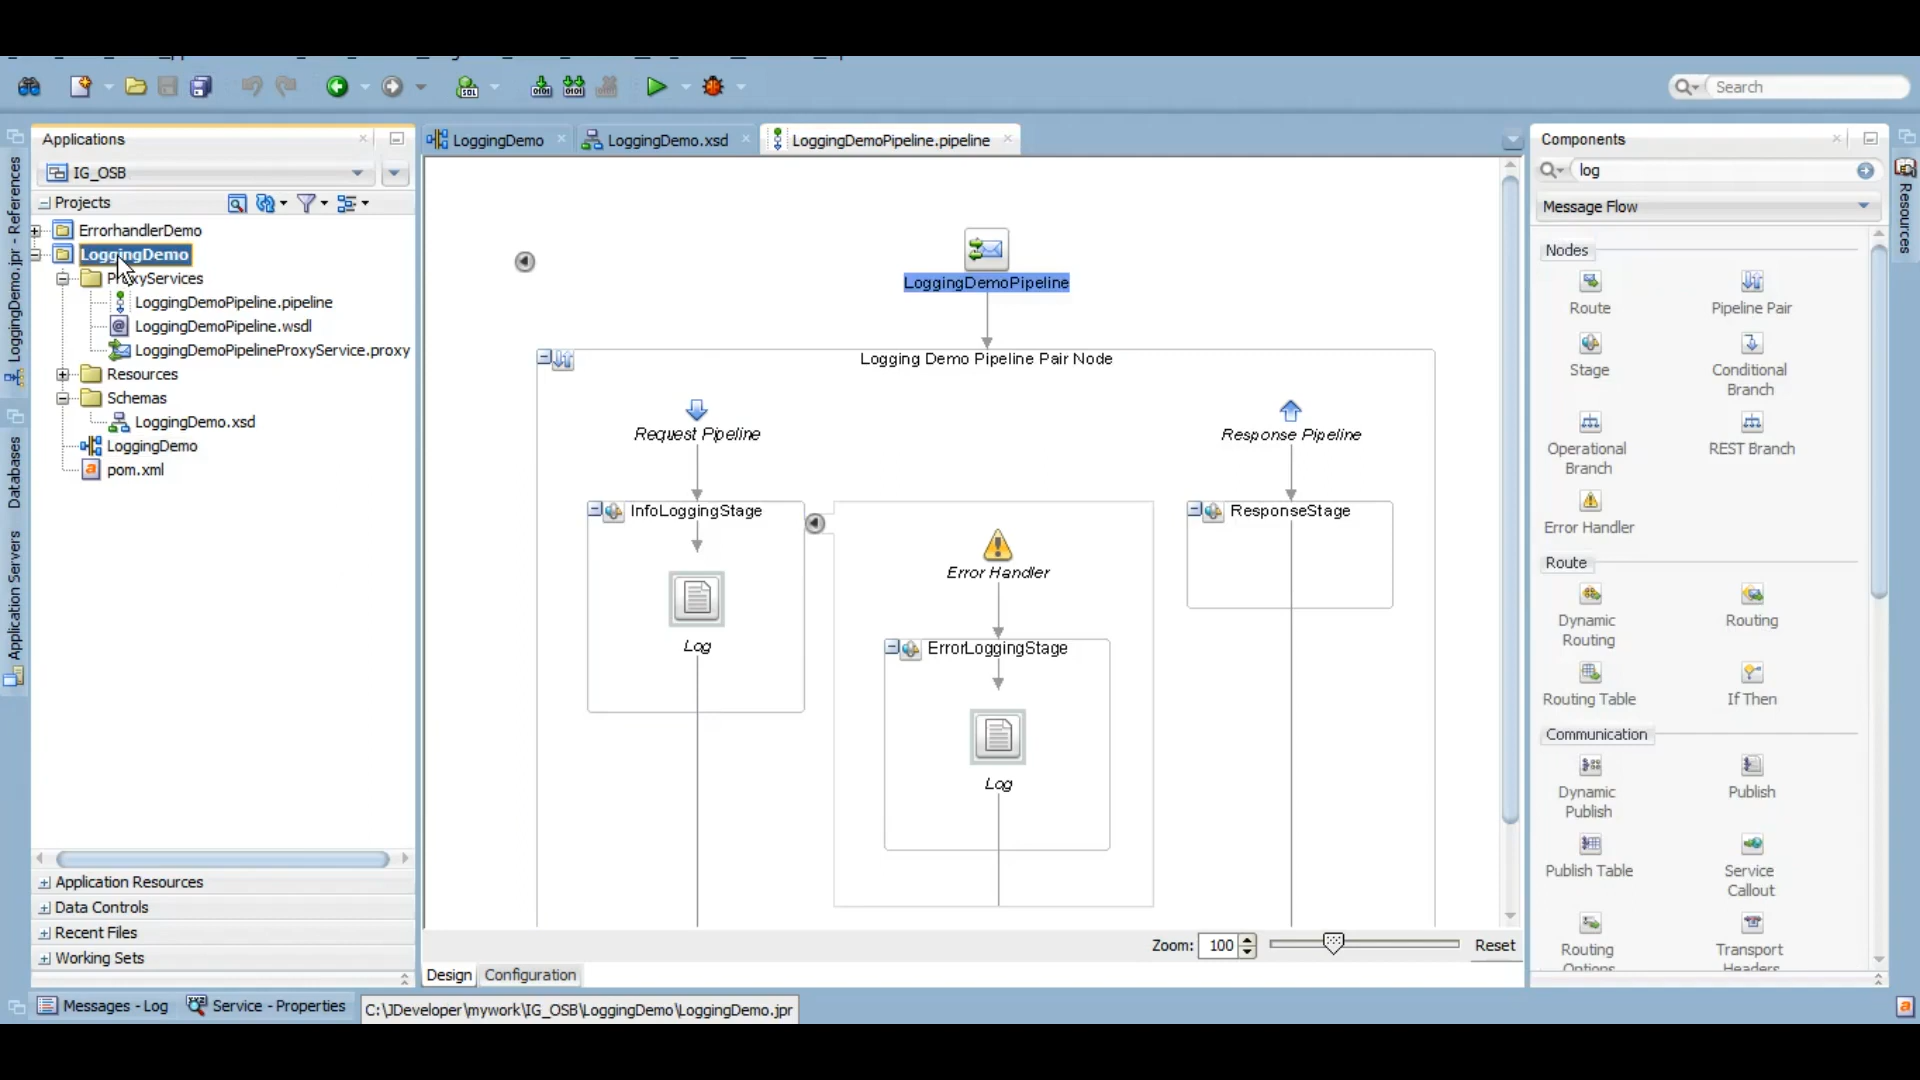 Search
Applications
IG_OSB
Projects
ErrorhandlerDemo
LoggingDemo
ProxyServices
LoggingDemoPipeline.pipeline
LoggingDemoPipeline.wsdl
LoggingDemoPipelineProxyService.proxy
Resources
Schemas
LoggingDemo.xsd
LoggingDemo
pom.xml
Application Resources
Data Controls
Recent Files
Working Sets
LoggingDemo.jpr - References
Databases
Application Servers
LoggingDemo
LoggingDemo.xsd
LoggingDemoPipeline.pipeline
LoggingDemoPipeline
Logging Demo Pipeline Pair Node
Request Pipeline
Response Pipeline
InfoLoggingStage
ResponseStage
Error Handler
Log
ErrorLoggingStage
Log
Zoom: 100
Reset
Design
Configuration
Components
log
Message Flow
Nodes
Route
Pipeline Pair
Stage
Conditional
Branch
Operational
Branch
REST Branch
Error Handler
Route
Dynamic
Routing
Routing
Routing Table
If Then
Communication
Dynamic
Publish
Publish
Publish Table
Service
Callout
Routing
Options
Transport
Headers
Resources
Messages - Log
Service - Properties
C:\JDeveloper\mywork\IG_OSB\LoggingDemo\LoggingDemo.jpr